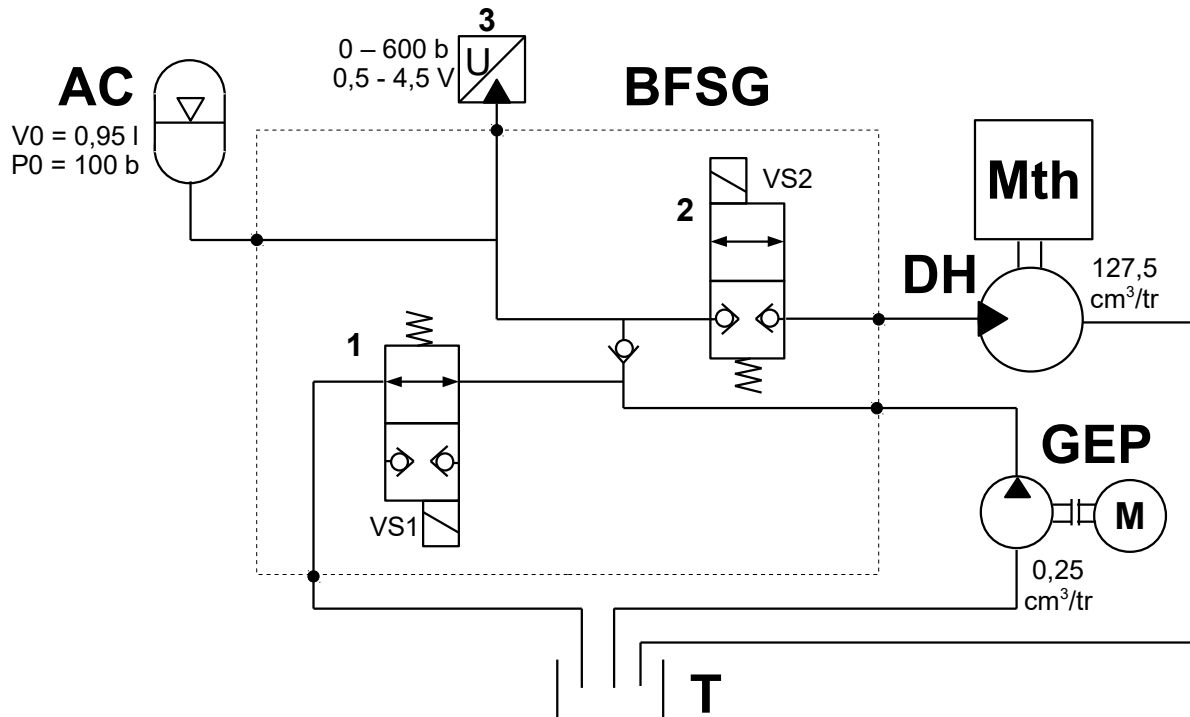 3
0 – 600 b
0,5 - 4,5 V
U
AC
V0 = 0,95 l
P0 = 100 b
BFSG
VS2
2
Mth
DH
127,5
cm³/tr
1
VS1
GEP
M
0,25
cm³/tr
T